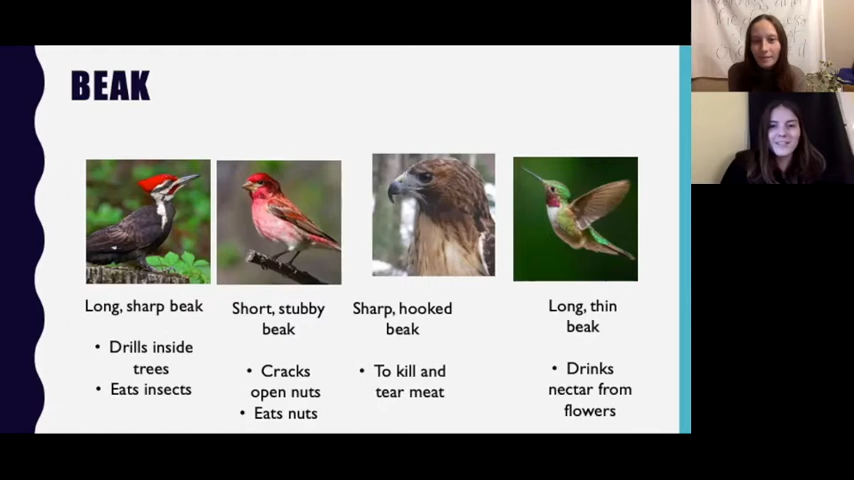 BEAK
Long, sharp beak
• Drills inside
trees
• Eats insects
Short, stubby
beak
• Cracks
open nuts
• Eats nuts
Sharp, hooked
beak
• To kill and
tear meat
Long, thin
beak
• Drinks
nectar from
flowers